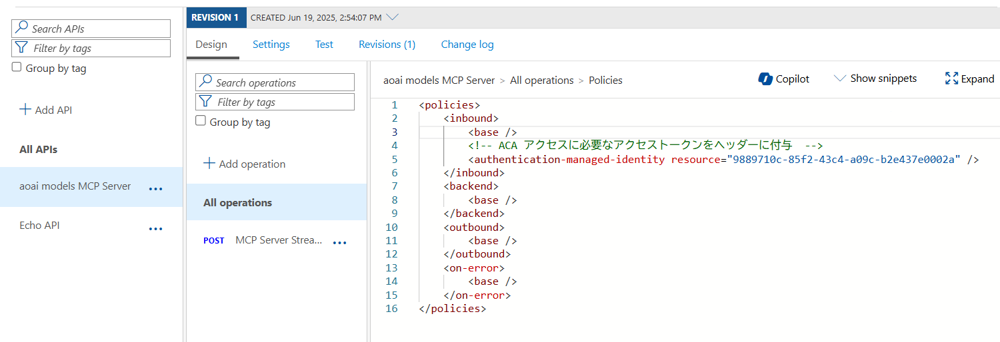 REVISION 1 CREATED Jun 19, 2025, 2:54:07 PM
Search APIs
Filter by tags
Group by tag
Add API
All APIs
aoai models MCP Server ...
Echo API ...
Design Settings Test Revisions (1) Change log
Search operations
Filter by tags
Group by tag
Add operation
All operations
POST MCP Server Strea... ...
aoai models MCP Server > All operations > Policies
Copilot Show snippets Expand
1 <policies>
2 <inbound>
3 <base />
4 <!-- ACA アクセスに必要なアクセストークンをヘッダーに付与 -->
5 <authentication-managed-identity resource="9889710c-85f2-43c4-a09c-b2e437e0002a" />
6 </inbound>
7 <backend>
8 <base />
9 </backend>
10 <outbound>
11 <base />
12 </outbound>
13 <on-error>
14 <base />
15 </on-error>
16 </policies>